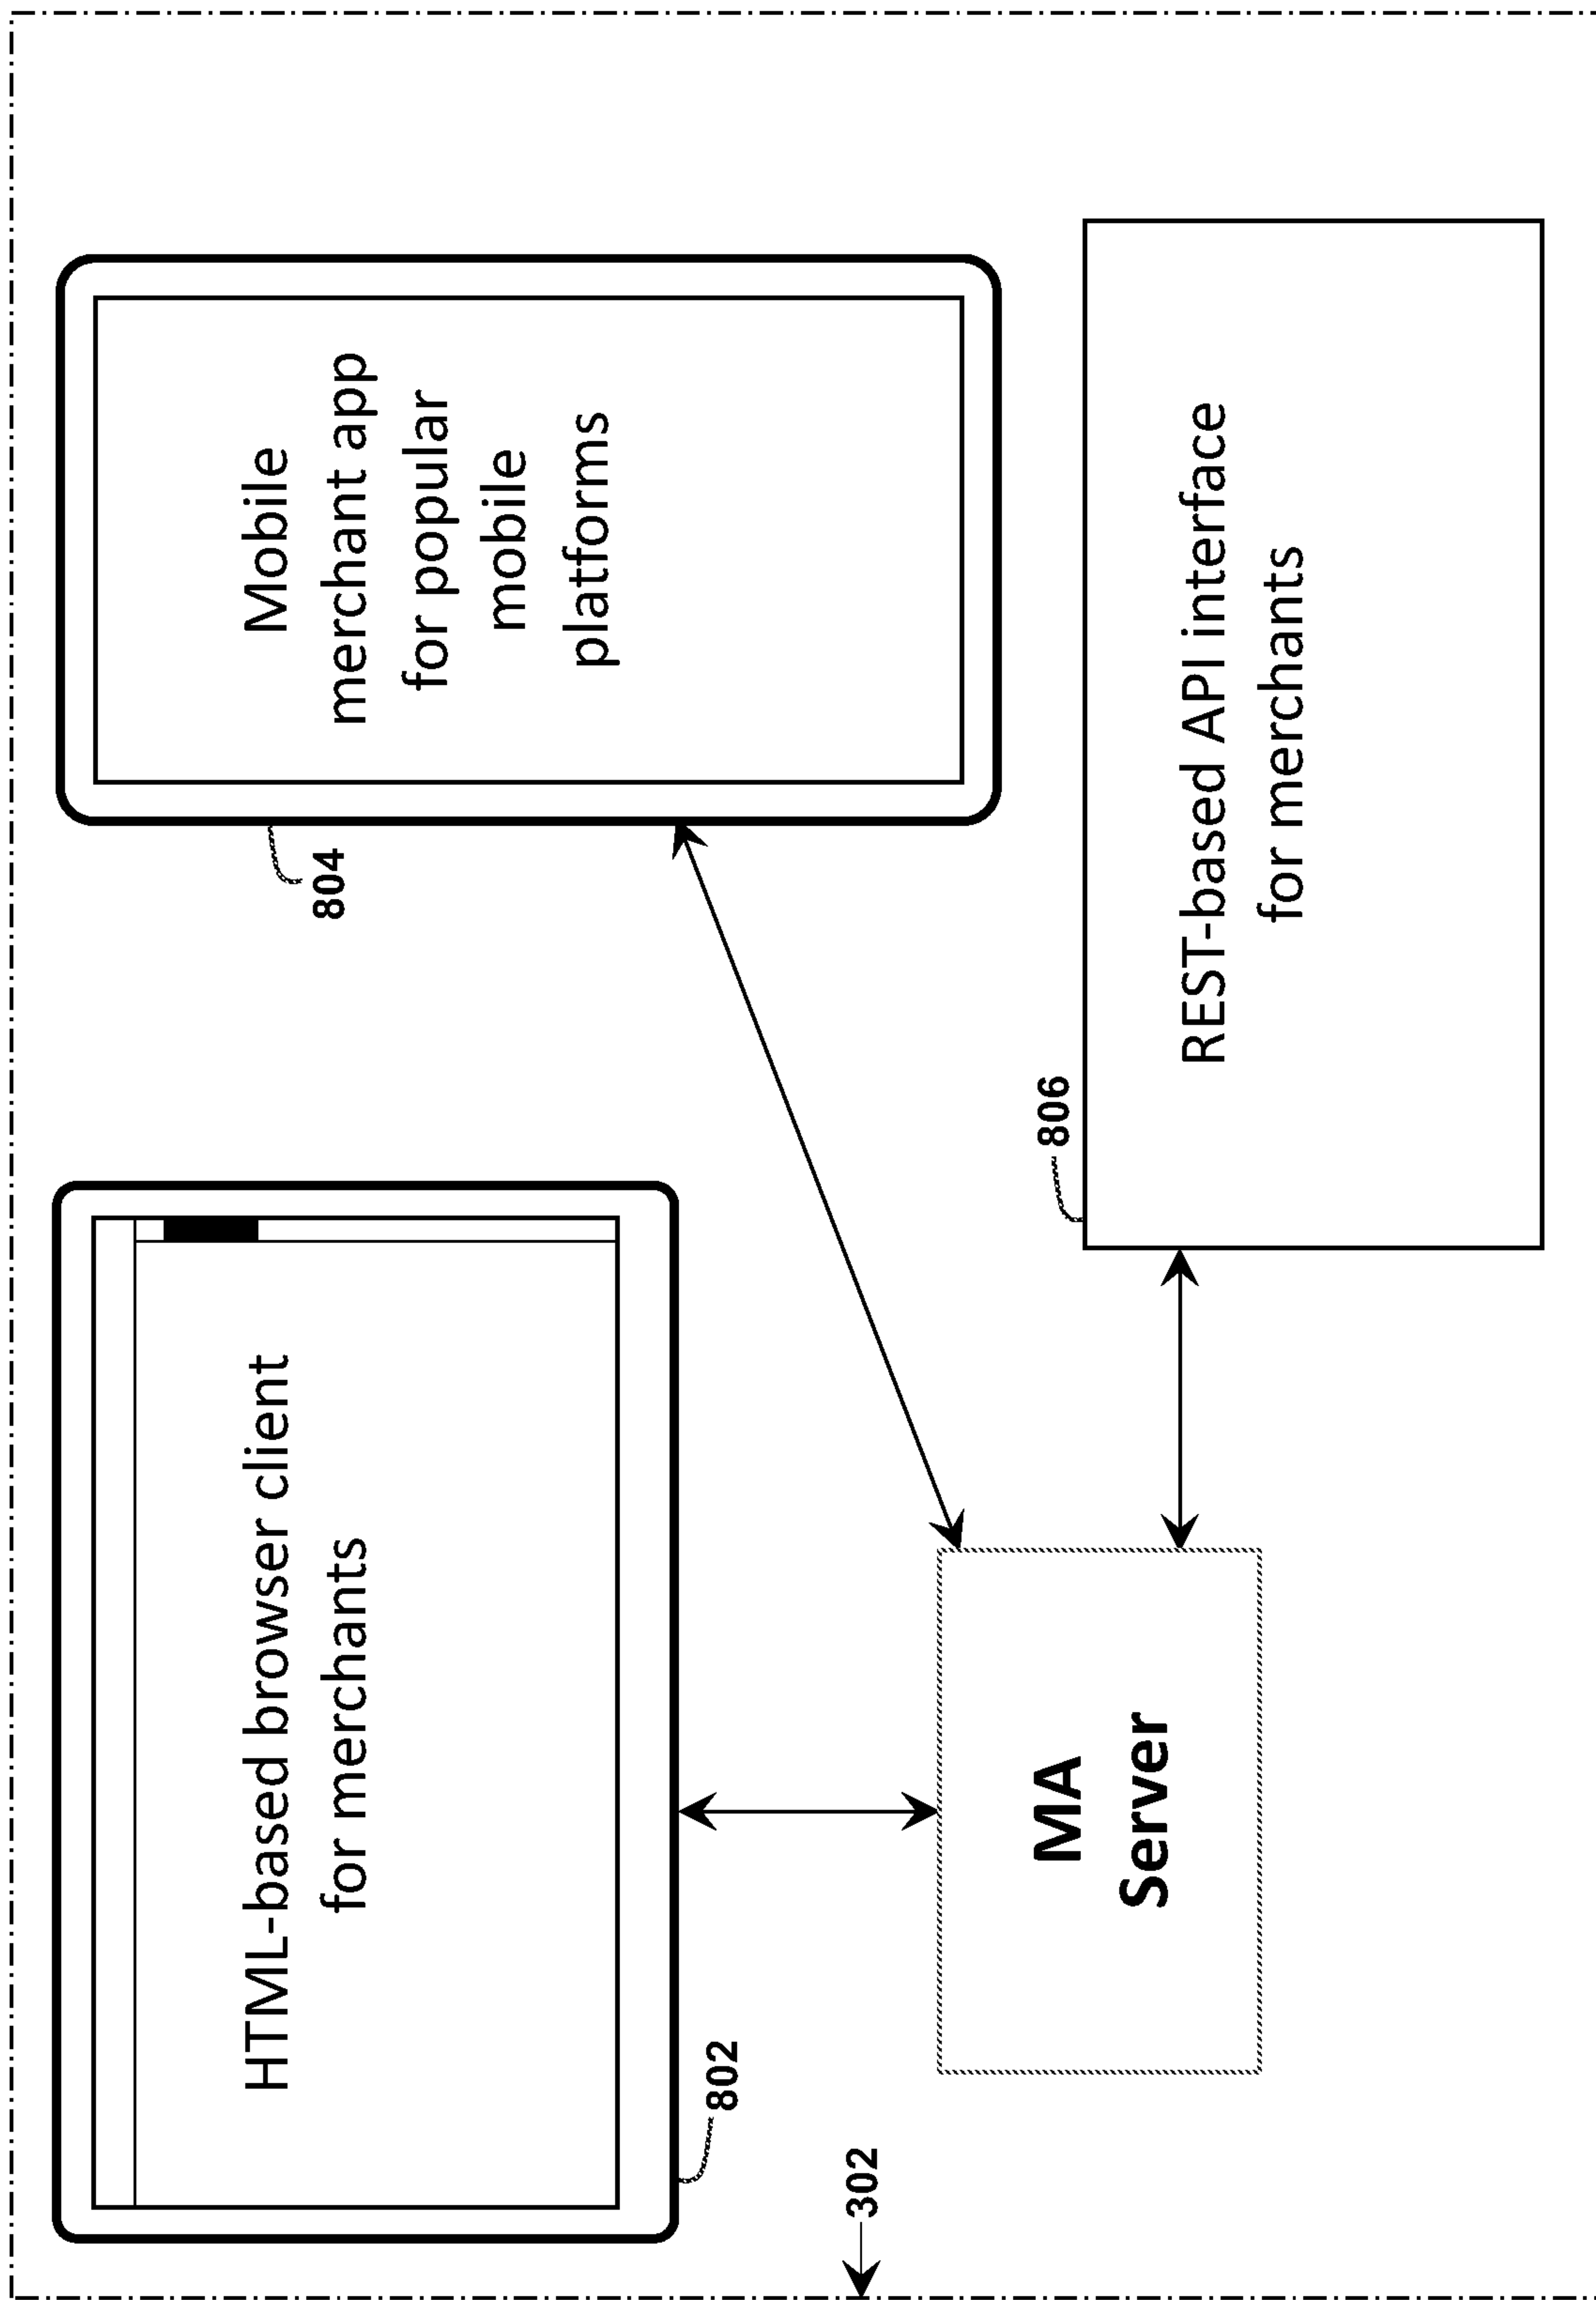 HTML-based browser client
for merchants
802
302
Mobile
merchant app
for popular
mobile
platforms
804
MA
Server
806
REST-based API interface
for merchants